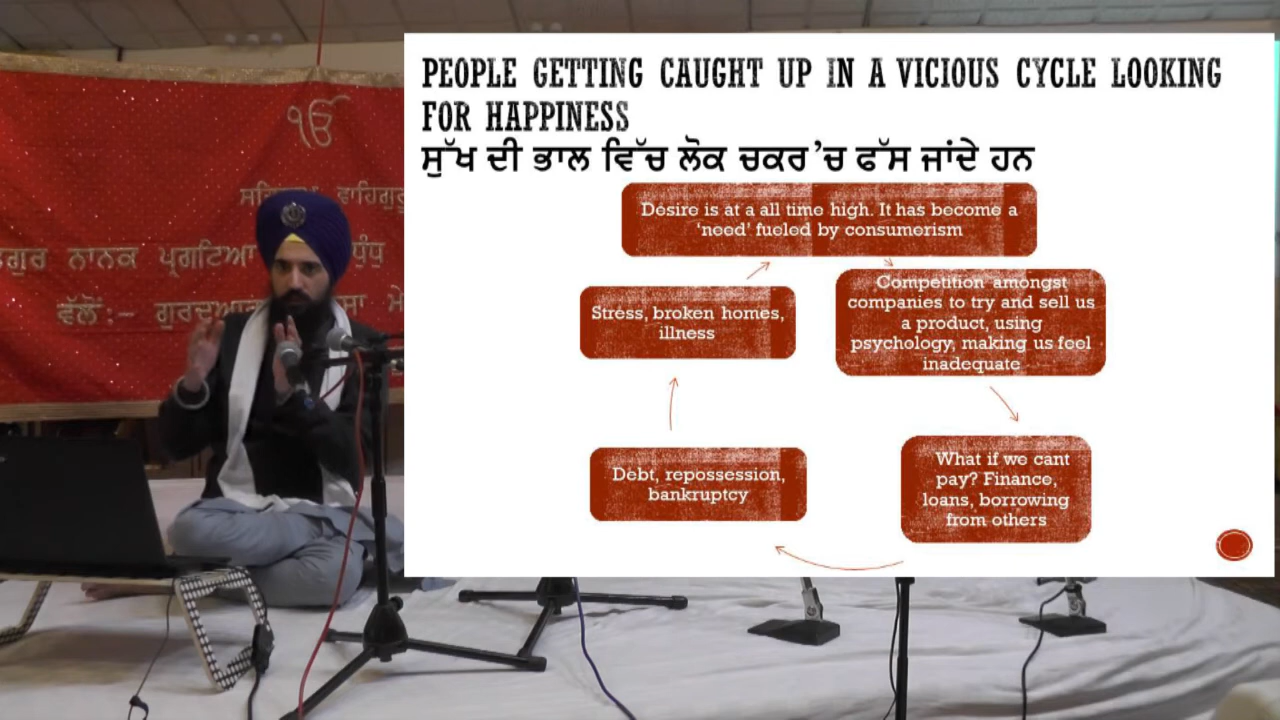 PEOPLE GETTING CAUGHT UP IN A VICIOUS CYCLE LOOKING
FOR HAPPINESS
ਸੁੱਖ ਦੀ ਭਾਲ ਵਿੱਚ ਲੋਕ ਚਕਰ 'ਚ ਫੱਸ ਜਾਂਦੇ ਹਨ
Desire is at a all time high. It has become a
'need' fueled by consumerism
Competition amongst
companies to try and sell us
a product, using
psychology, making us feel
inadequate
What if we cant
pay? Finance,
loans, borrowing
from others
Debt, repossession,
bankruptcy
Stress, broken homes,
illness
ੴ
ਵਾਹਿਗੁਰੂ
ਨਾਨਕ ਪ੍ਰਗਟਿਆ ਧੁੰਧੁ
ਵੱਲੋਂ :-